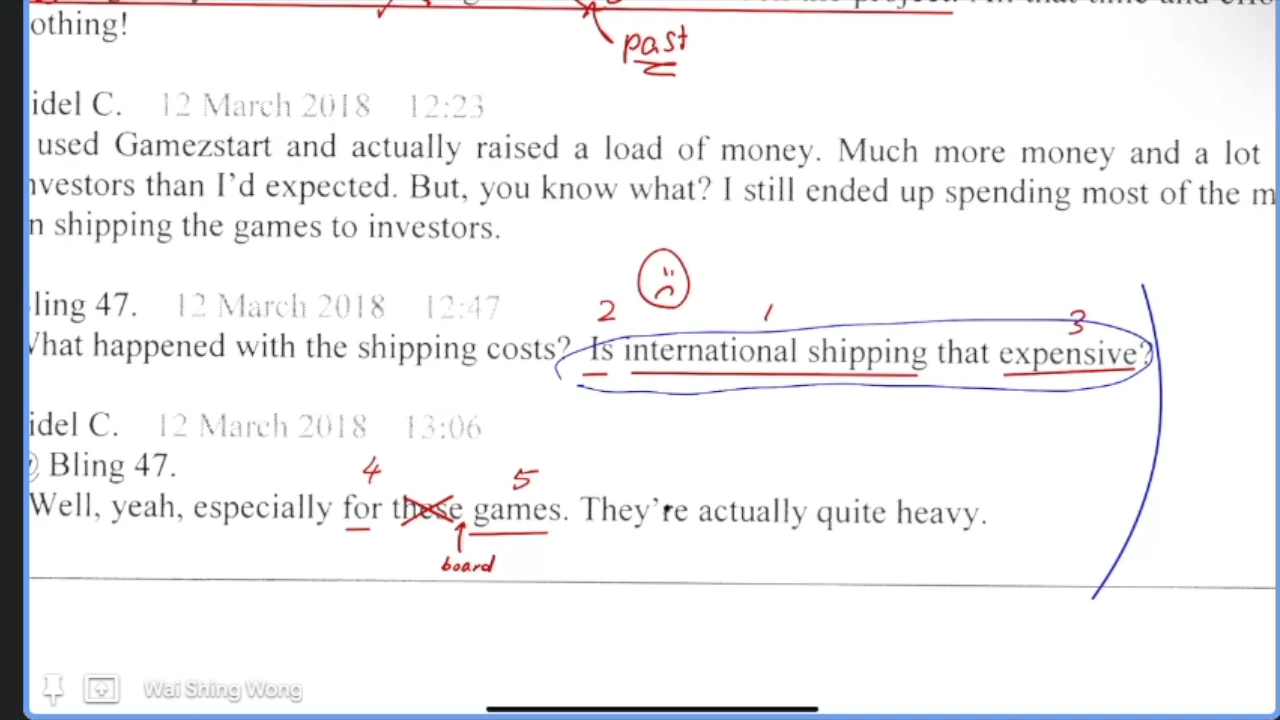 othing!
past
idel C. 12 March 2018 12:23
used Gamezstart and actually raised a load of money. Much more money and a lot
nvestors than I'd expected. But, you know what? I still ended up spending most of the m
n shipping the games to investors.
ling 47. 12 March 2018 12:47
2 1 3
What happened with the shipping costs? Is international shipping that expensive?
idel C. 12 March 2018 13:06
@ Bling 47.
4 5
Well, yeah, especially for these games. They're actually quite heavy.
board
Wai Shing Wong